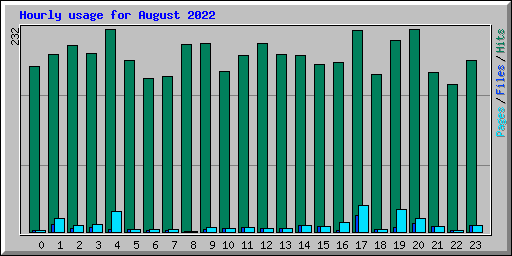 Hourly usage for August 2022
232
Pages/Files/Hits
0 1 2 3 4 5 6 7 8 9 10 11 12 13 14 15 16 17 18 19 20 21 22 23